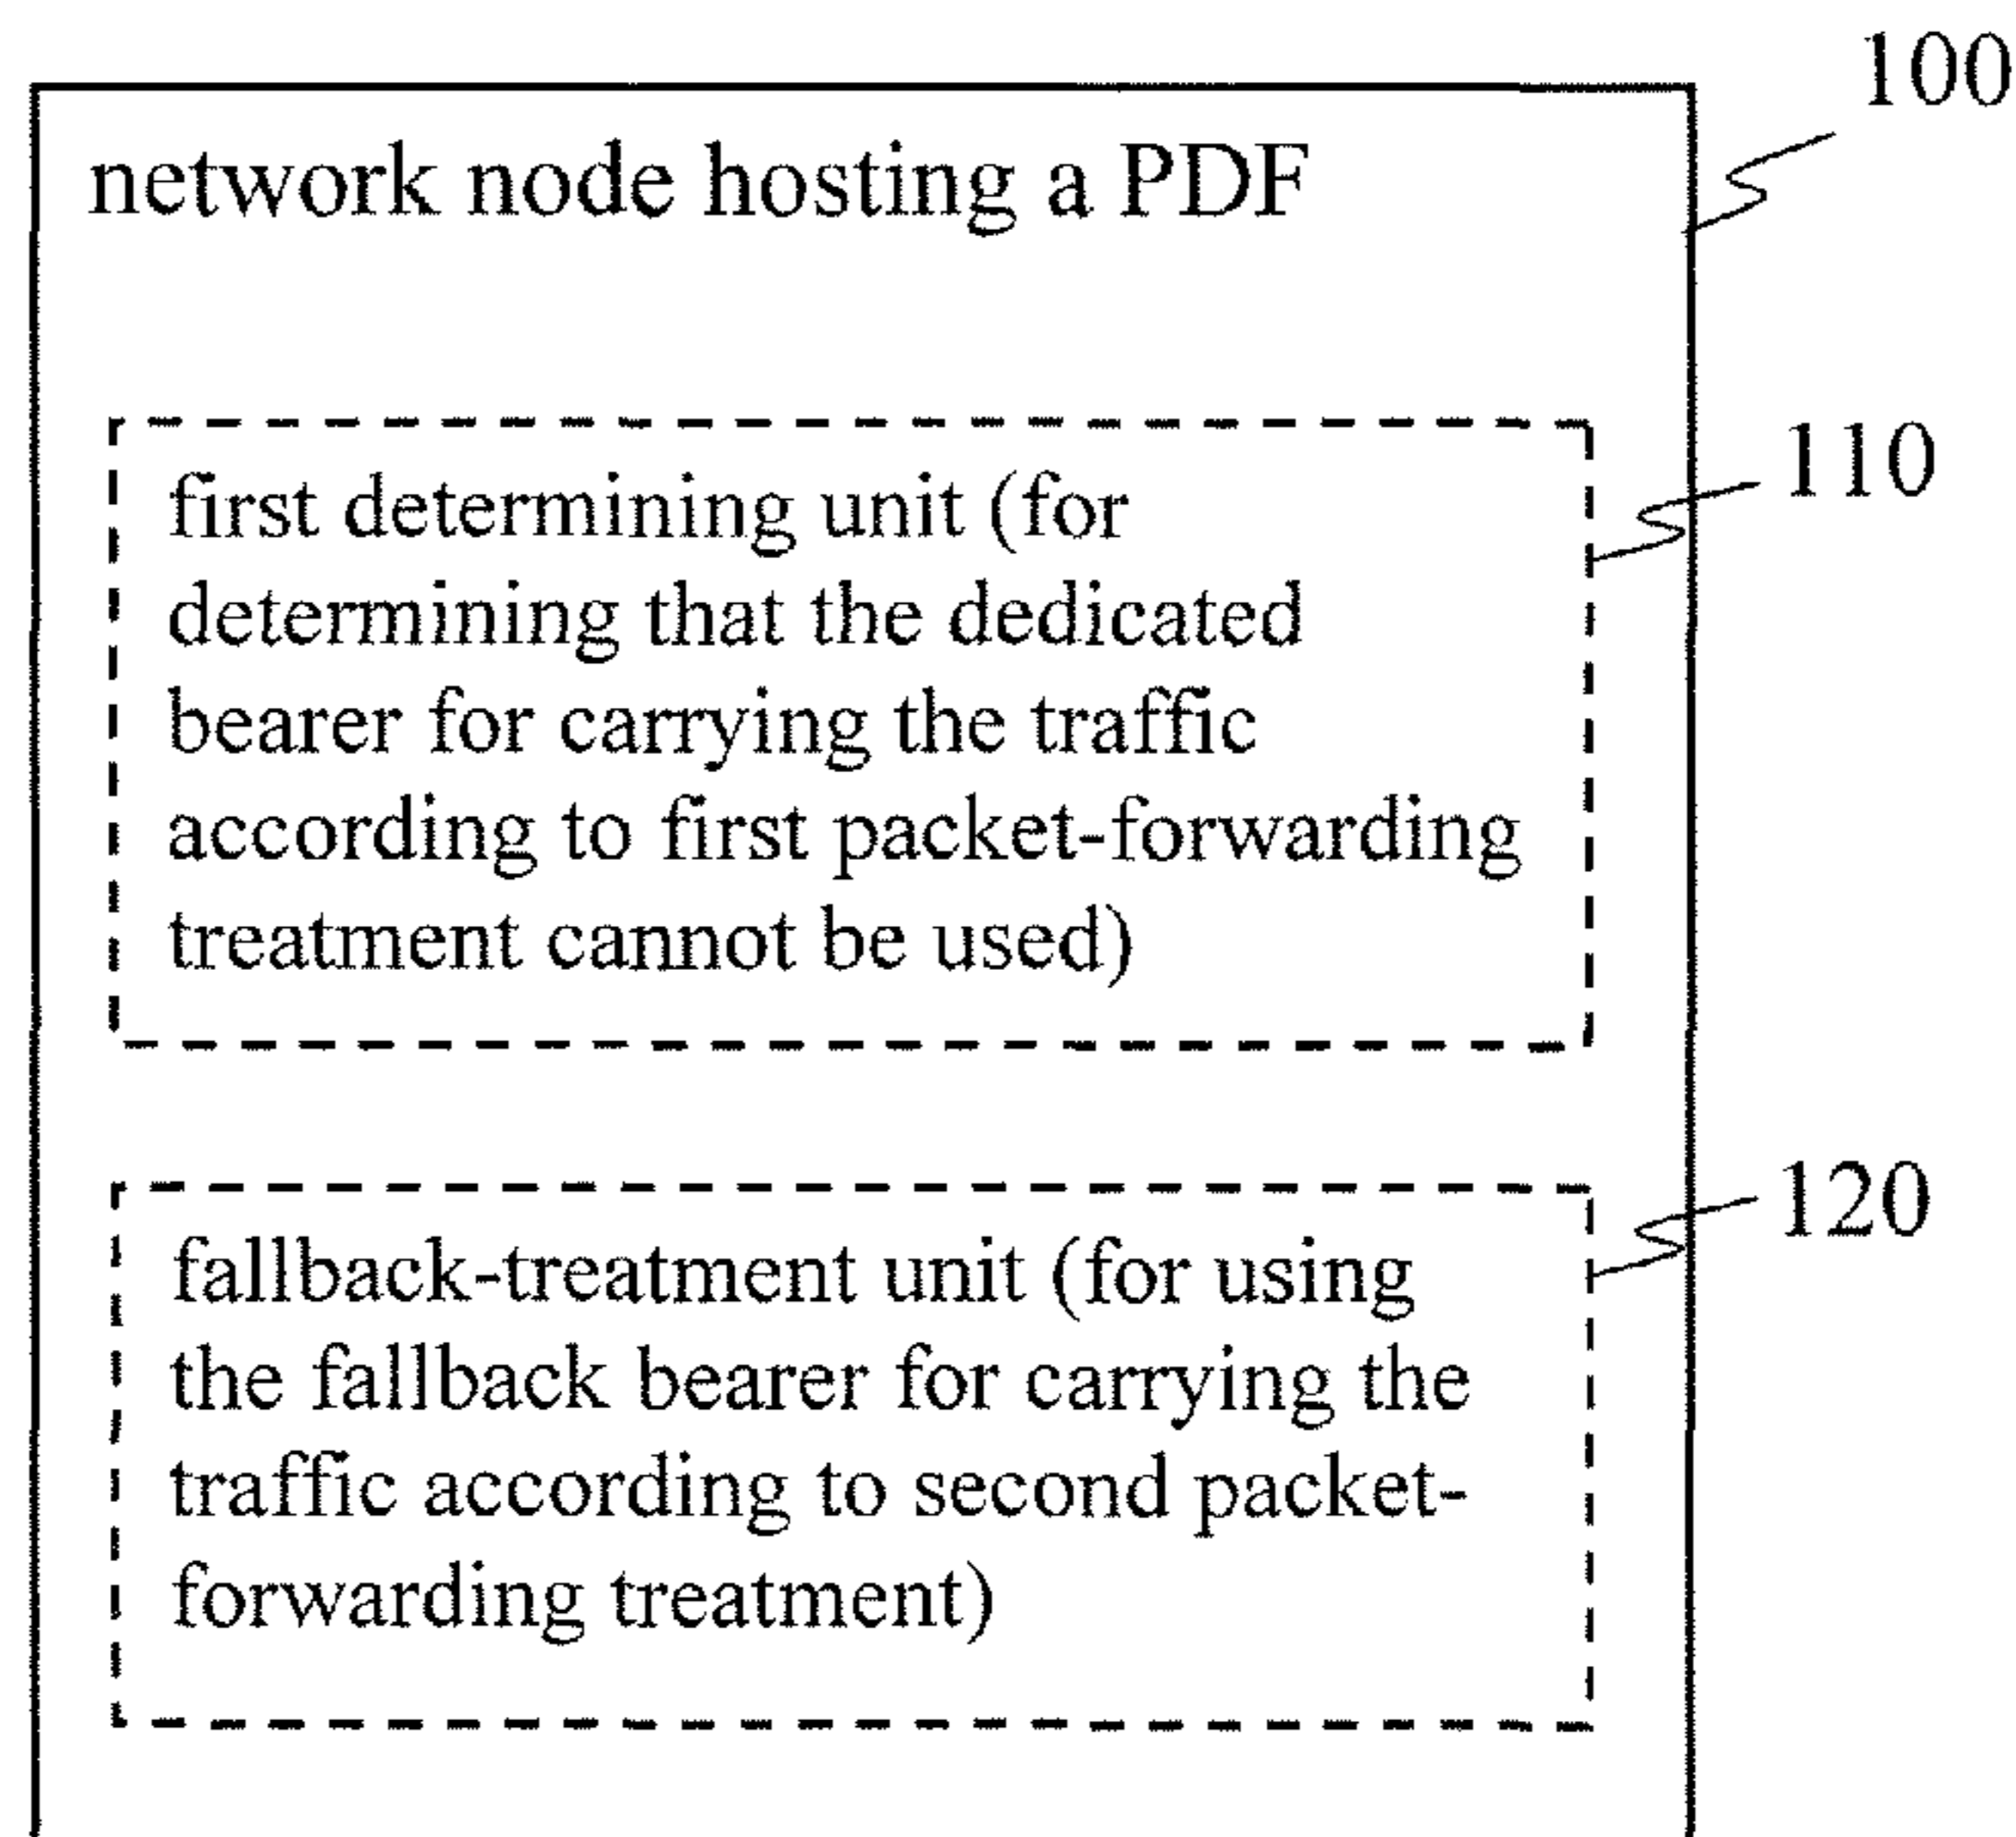 100
network node hosting a PDF
110
first determining unit (for
determining that the dedicated
bearer for carrying the traffic
according to first packet-forwarding
treatment cannot be used)
120
fallback-treatment unit (for using
the fallback bearer for carrying the
traffic according to second packet-
forwarding treatment)